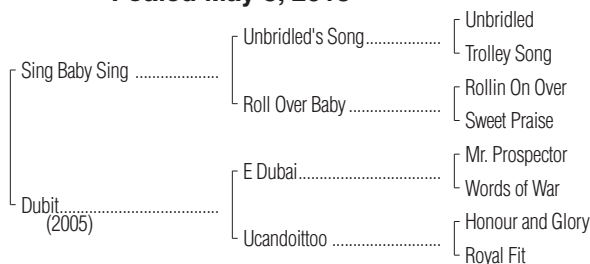 Unbridled
Unbridled's Song...................
Trolley Song
Sing Baby Sing .....................
Rollin On Over
Roll Over Baby .......................
Sweet Praise
Mr. Prospector
E Dubai....................................
Words of War
Dubit........................................
(2005)
Honour and Glory
Ucandoittoo ...........................
Royal Fit